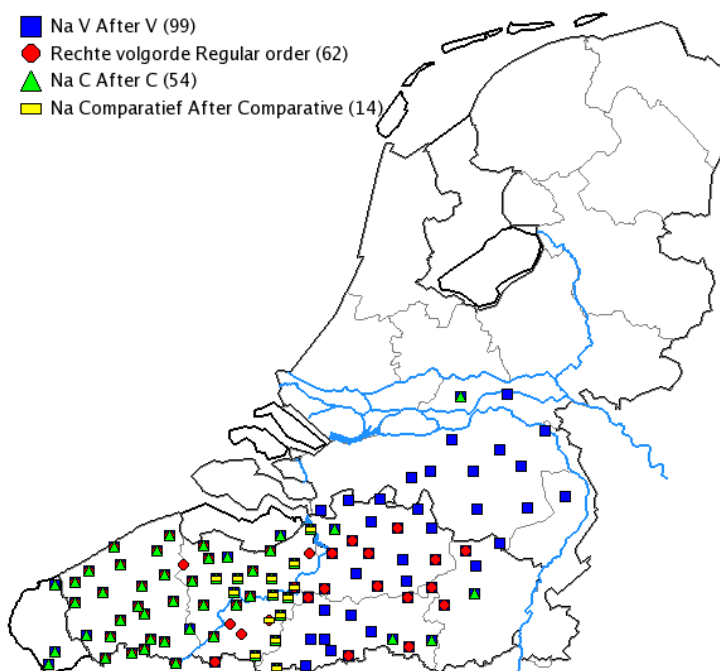 Na V After V (99)
Rechte volgorde Regular order (62)
Na C After C (54)
Na Comparatief After Comparative (14)